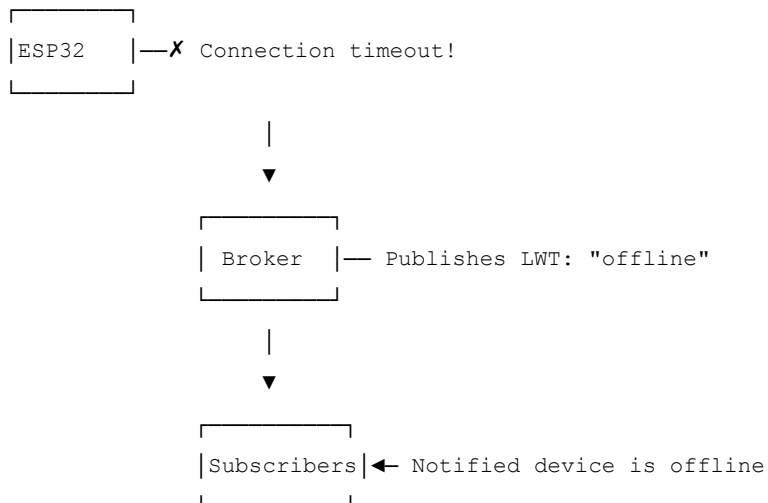 ESP32 ✗ Connection timeout!
Broker Publishes LWT: "offline"
Subscribers Notified device is offline